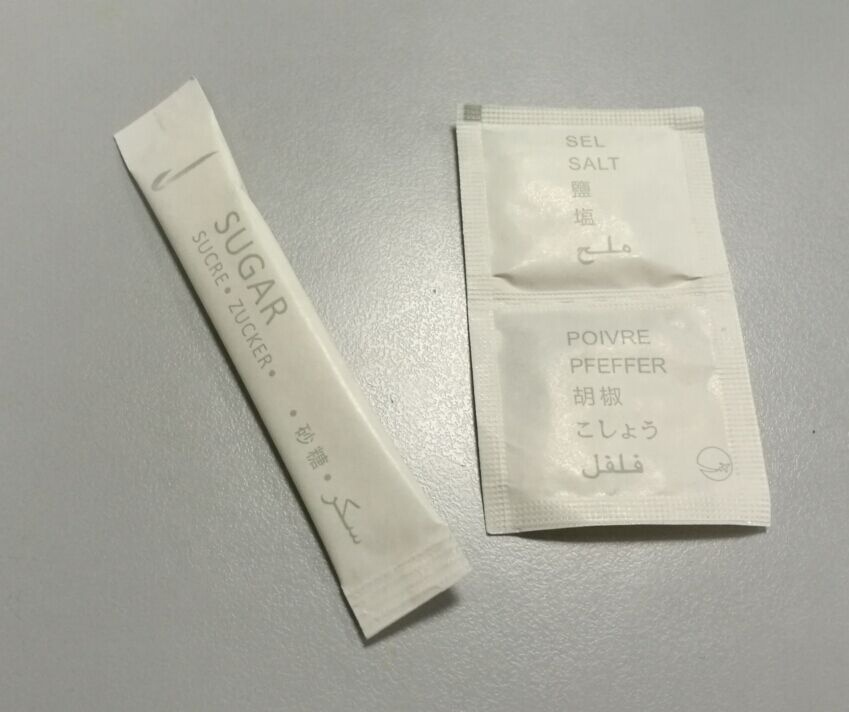 SUGAR
SUCRE • ZUCKER •
• 砂糖 • سكر
SEL
SALT
鹽
塩
ملح
POIVRE
PFEFFER
胡椒
こしょう
فلفل